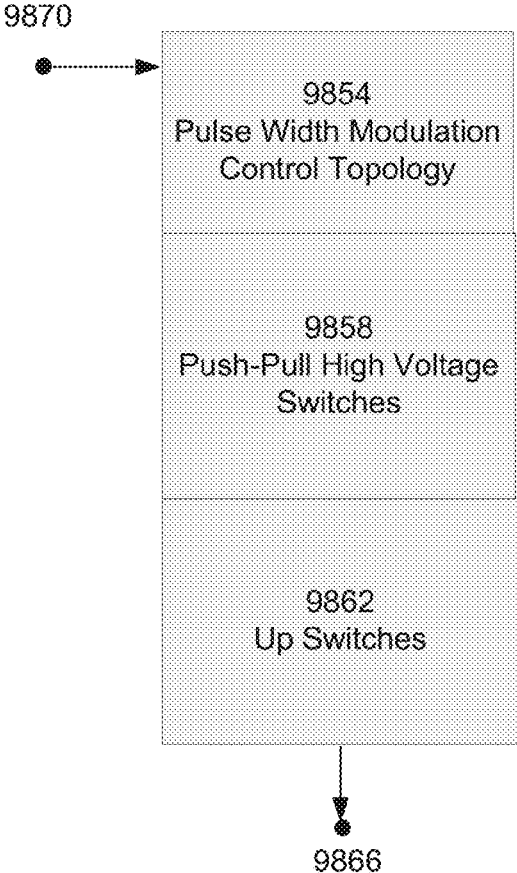 9870
9854
Pulse Width Modulation
Control Topology
9858
Push-Pull High Voltage
Switches
9862
Up Switches
9866